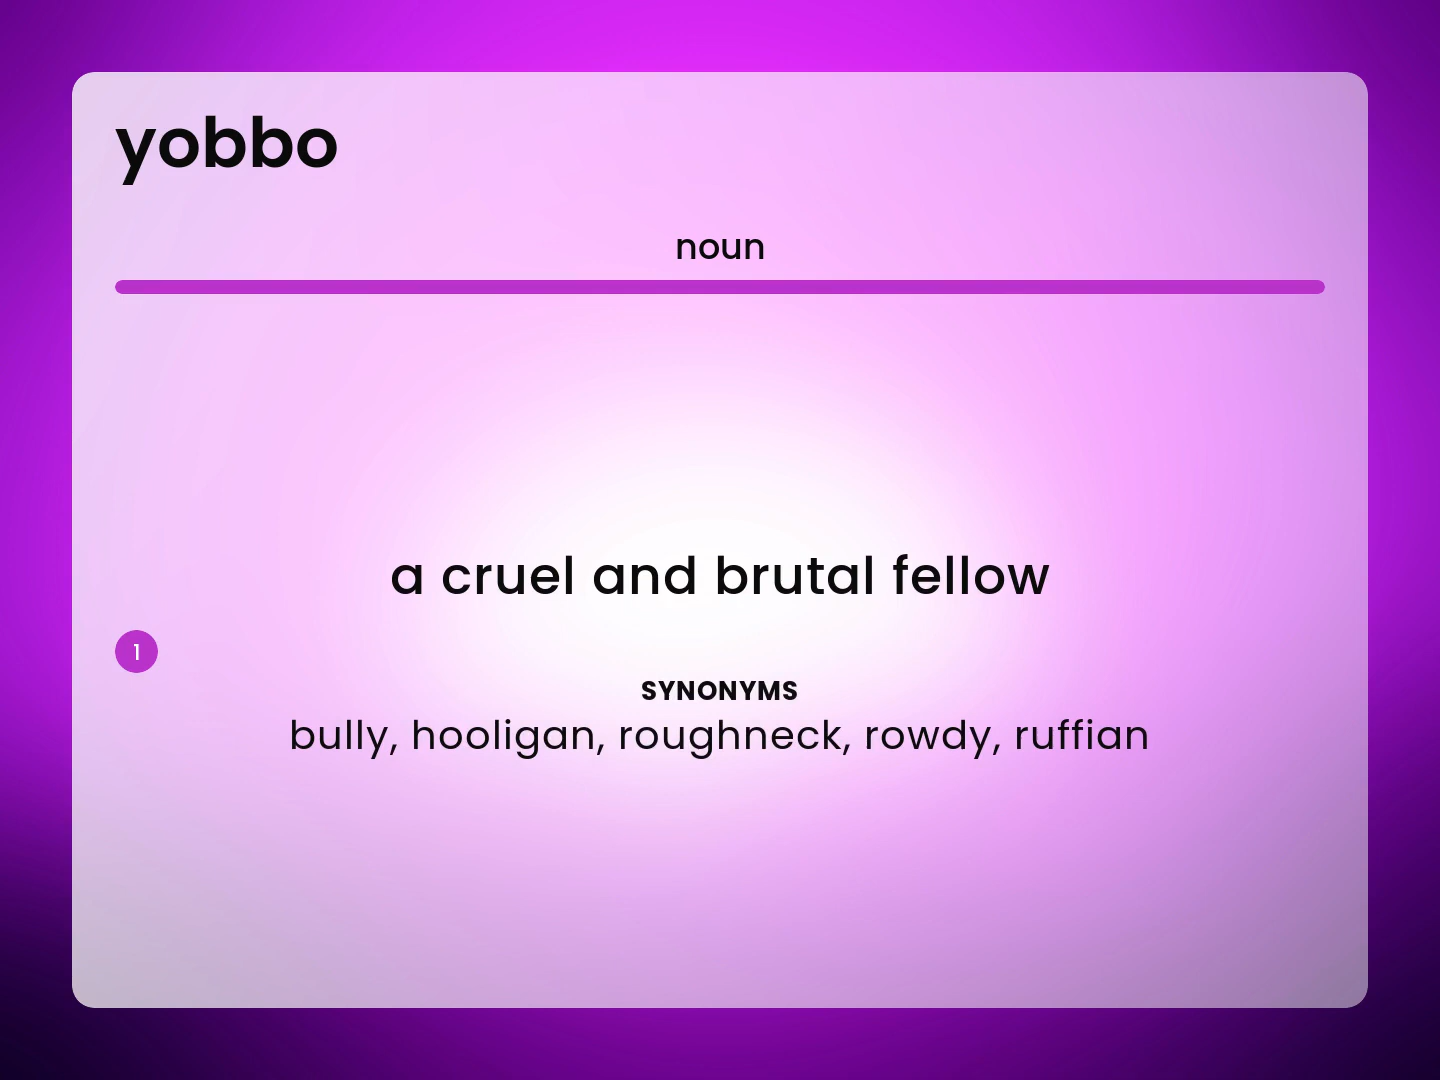 yobbo
noun
a cruel and brutal fellow
1
SYNONYMS
bully, hooligan, roughneck, rowdy, ruffian